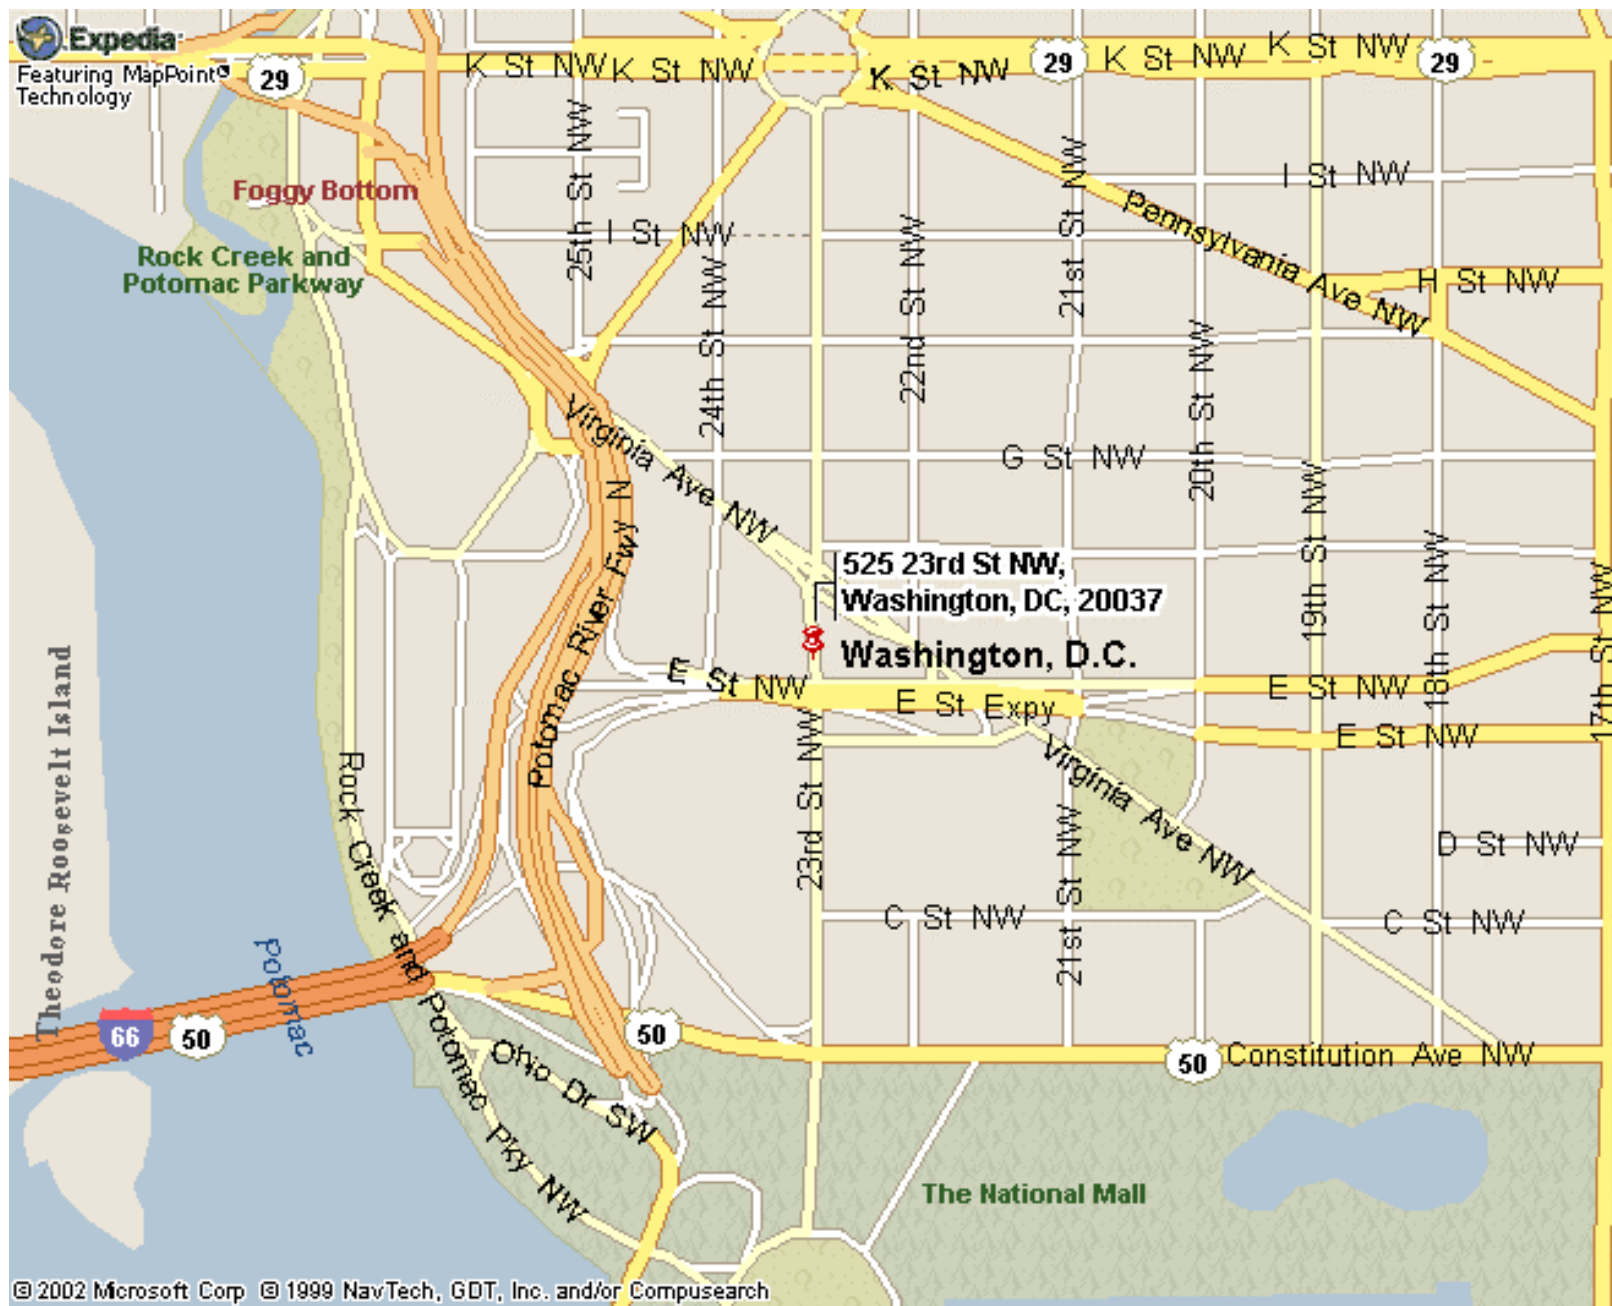 Expedia:
Featuring MapPoint
Technology
29
K St NW
K St NW
K St NW
29
K St NW
K St NW
29
25th St NW
21st St NW
I St NW
Foggy Bottom
Pennsylvania Ave NW
I St NW
Rock Creek and
Potomac Parkway
24th St NW
22nd St NW
H St NW
20th St NW
Virginia Ave NW
G St NW
19th St NW
18th St NW
17th St NW
Potomac River Fwy N
525 23rd St NW,
Washington, DC, 20037
Washington, D.C.
E St NW
E St Expy
E St NW
E St NW
Theodore Roosevelt Island
23rd St NW
Virginia Ave NW
21st St NW
D St NW
C St NW
C St NW
Rock Creek and Potomac Pky NW
Potomac
66
50
50
50
Constitution Ave NW
Ohio Dr SW
The National Mall
© 2002 Microsoft Corp © 1999 NavTech, GDT, Inc. and/or Compusearch